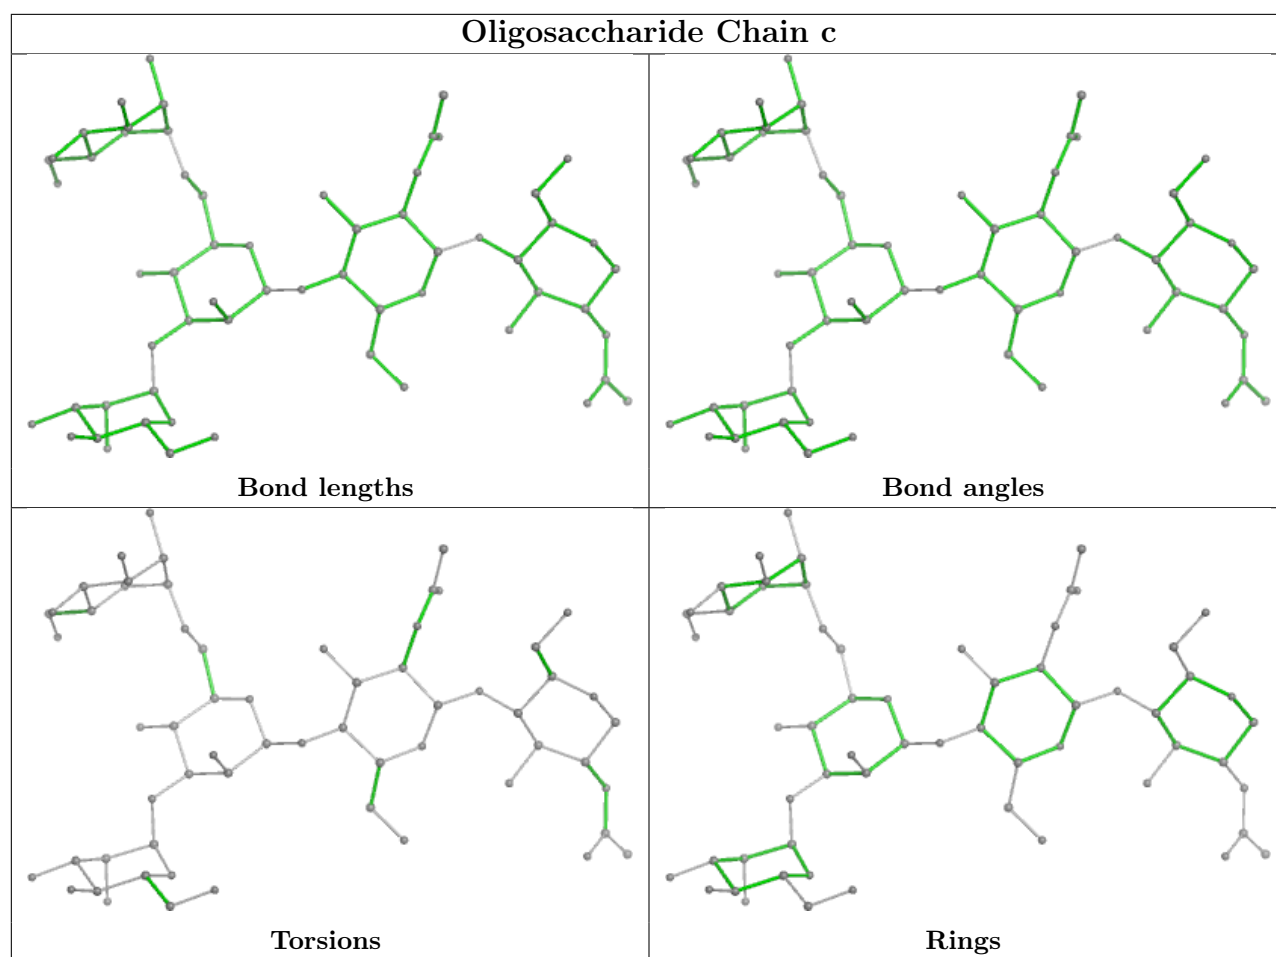 Oligosaccharide Chain c
Bond lengths
Bond angles
Torsions
Rings